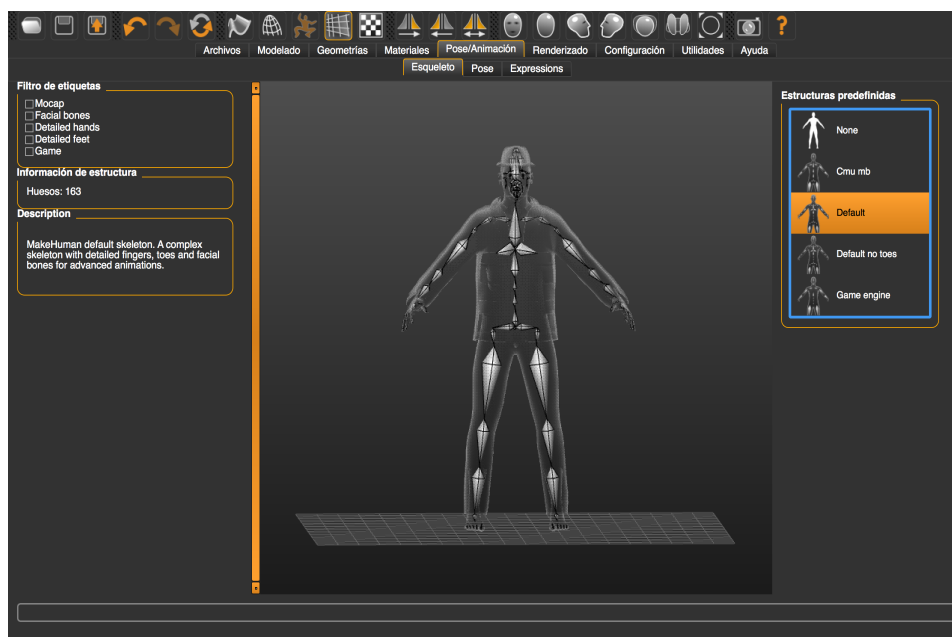 Archivos Modelado Geometrías Materiales Pose/Animación Renderizado Configuración Utilidades Ayuda
Esqueleto Pose Expressions
Filtro de etiquetas
Mocap
Facial bones
Detailed hands
Detailed feet
Game
Información de estructura
Huesos: 163
Description
MakeHuman default skeleton. A complex
skeleton with detailed fingers, toes and facial
bones for advanced animations.
Estructuras predefinidas
None
Cmu mb
Default
Default no toes
Game engine